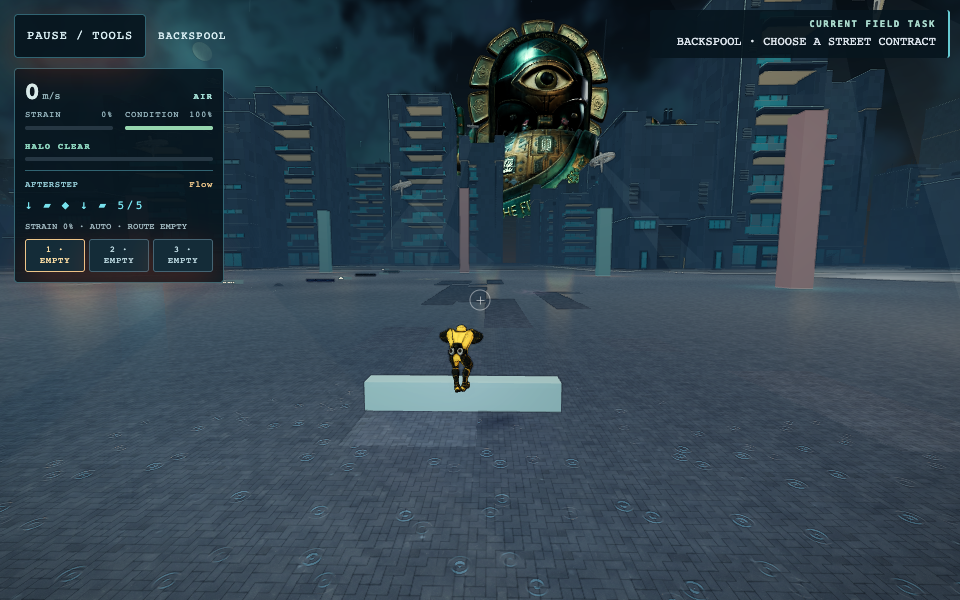 PAUSE / TOOLS
BACKSPOOL
CURRENT FIELD TASK
BACKSPOOL · CHOOSE A STREET CONTRACT
0 m/s
AIR
STRAIN 0%
CONDITION 100%
HALO CLEAR
AFTERSTEP
Flow
↓ ▰ ◆ ↓ ▰ 5/5
STRAIN 0% · AUTO · ROUTE EMPTY
1 ·
EMPTY
2 ·
EMPTY
3 ·
EMPTY